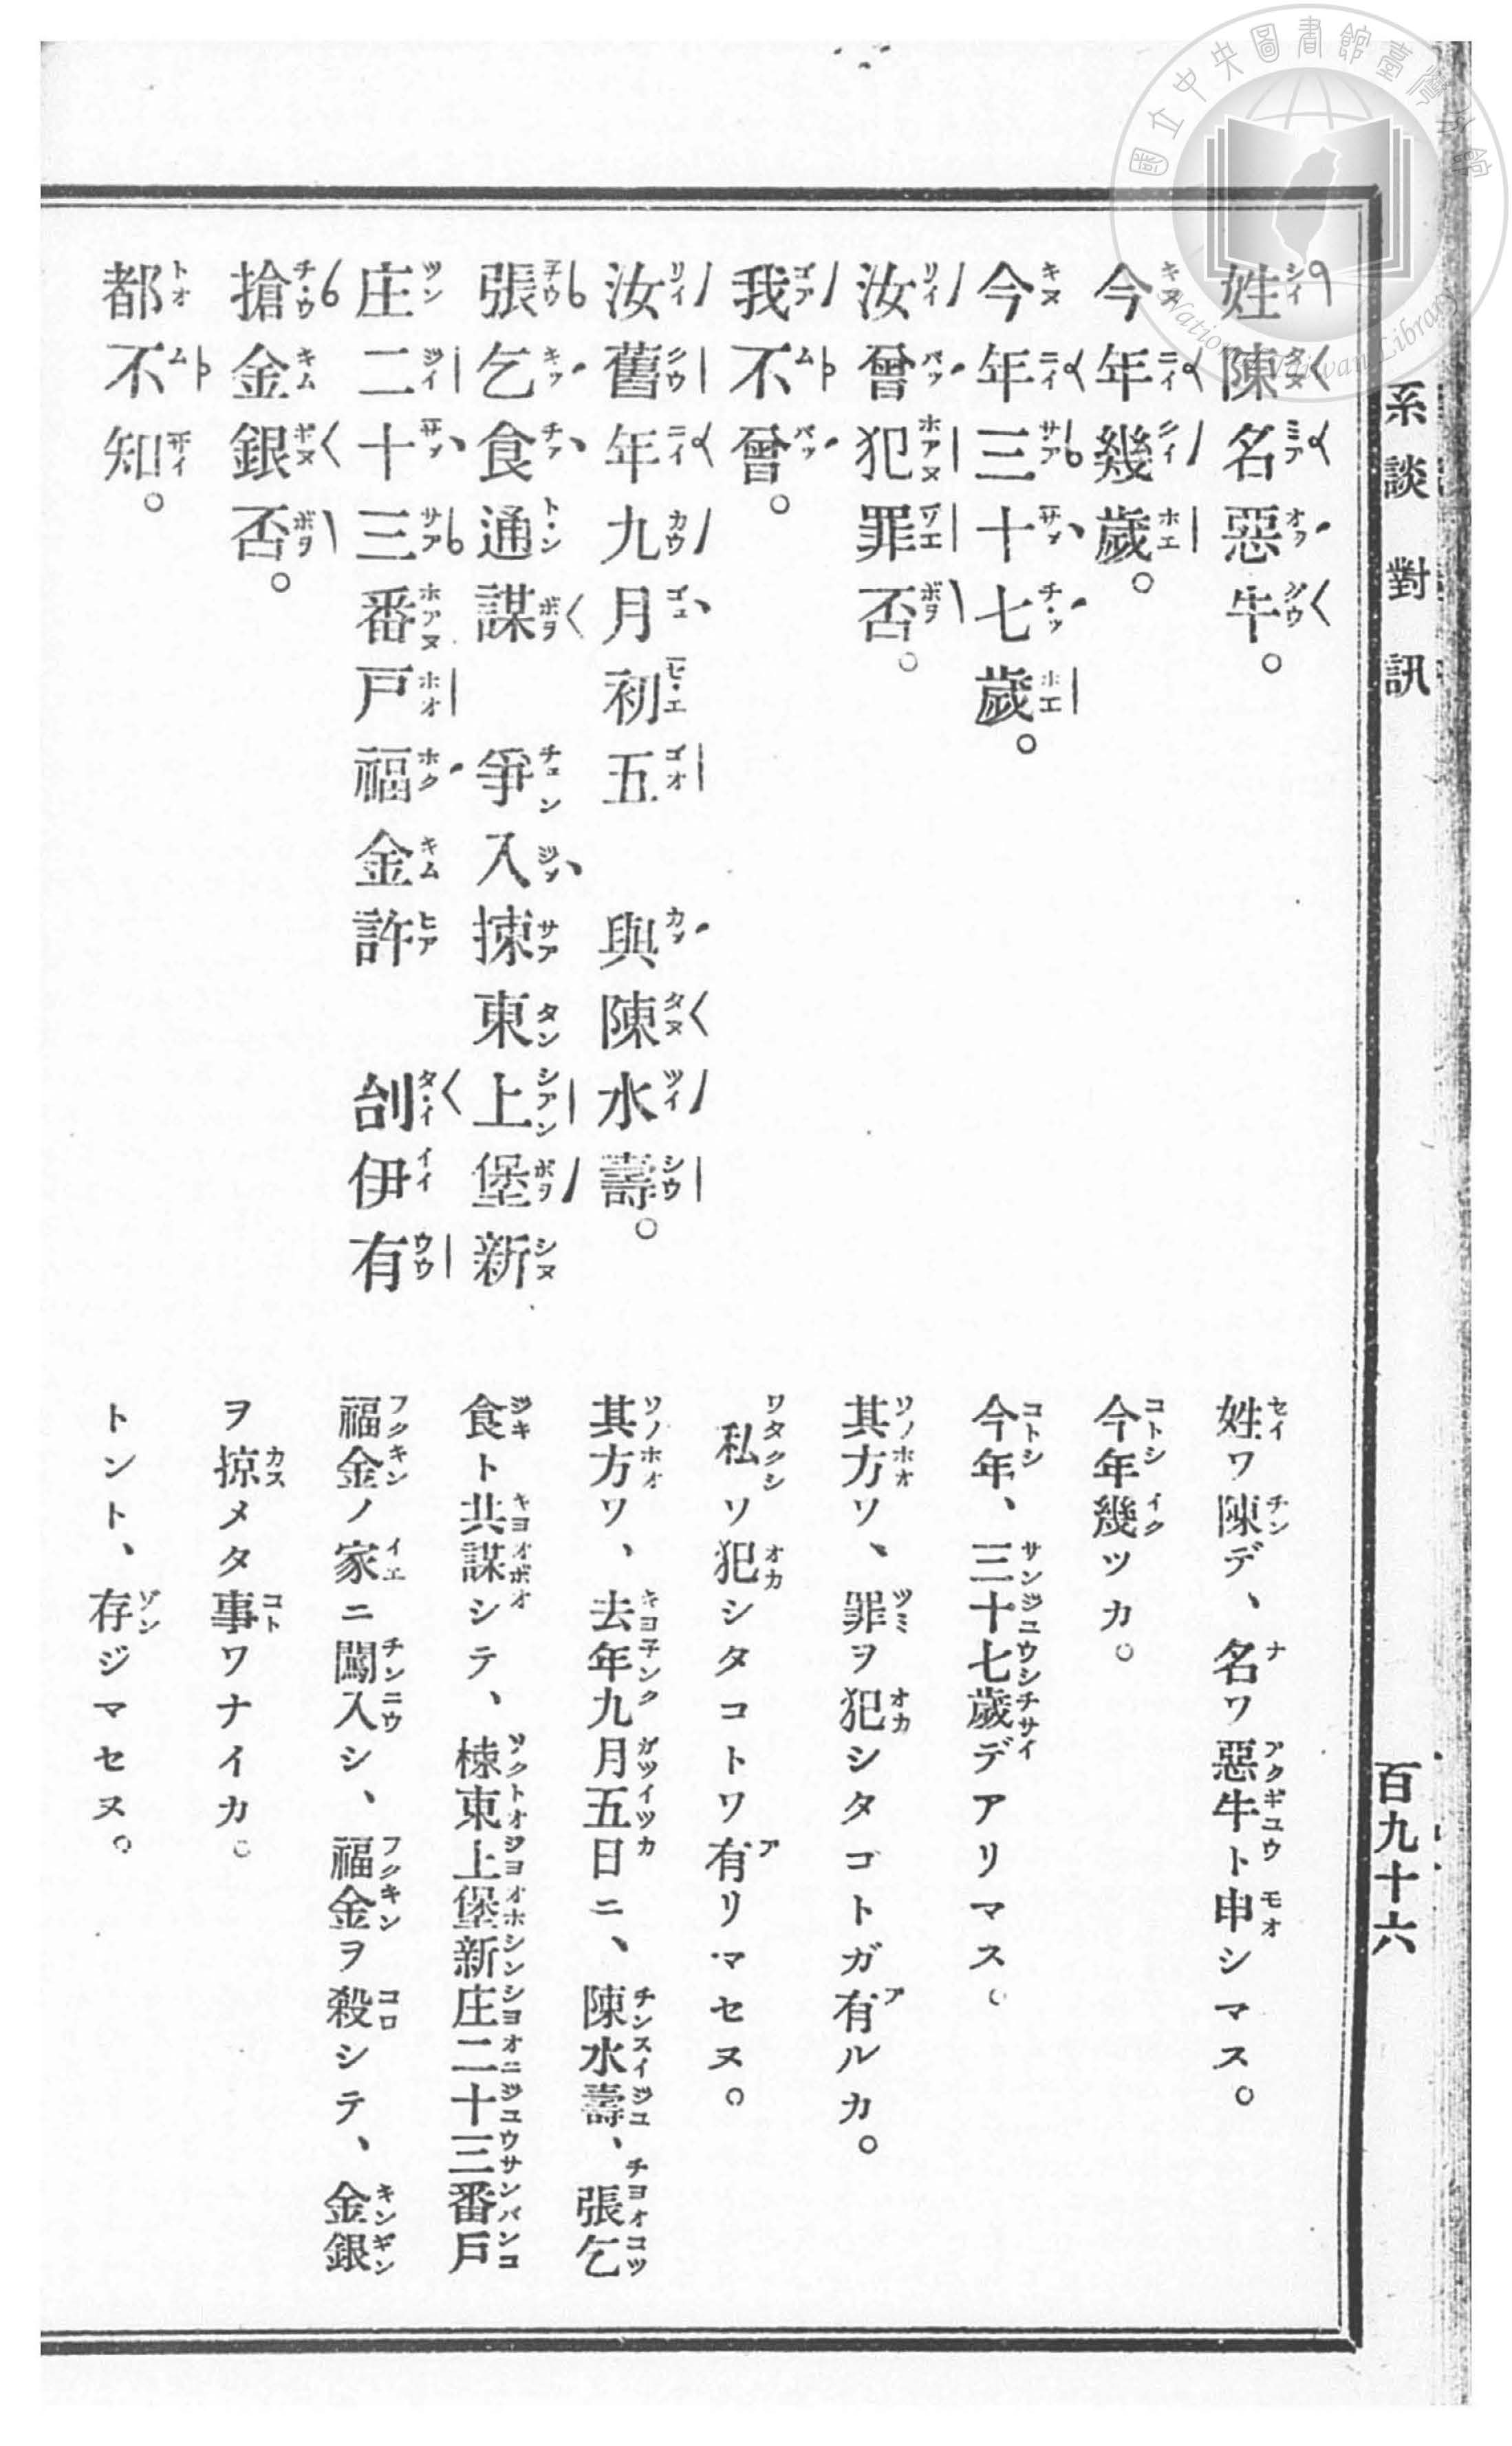 國立中央圖書館臺灣分館
National Taiwan Library
系談對訊
百九十六
姓陳名惡牛。
今年幾歲。
今年三十七歲。
汝曾犯罪否。
我不曾。
汝舊年九月初五 與陳水壽。
張乞食通謀 爭入揀東上堡新
庄二十三番戶福金許 刣伊有
搶金銀否。
都不知。
姓ワ陳デ、名ワ惡牛ト申シマス。
今年幾ツカ。
今年、三十七歲デアリマス。
其方ワ、罪ヲ犯シタゴトガ有ルカ。
私ワ犯シタコトワ有リマセヌ。
其方ワ、去年九月五日ニ、陳水壽、張乞
食ト共謀シテ、棟東上堡新庄二十三番戶
福金ノ家ニ闖入シ、福金ヲ殺シテ、金銀
ヲ掠メタ事ワナイカ。
トント、存ジマセヌ。